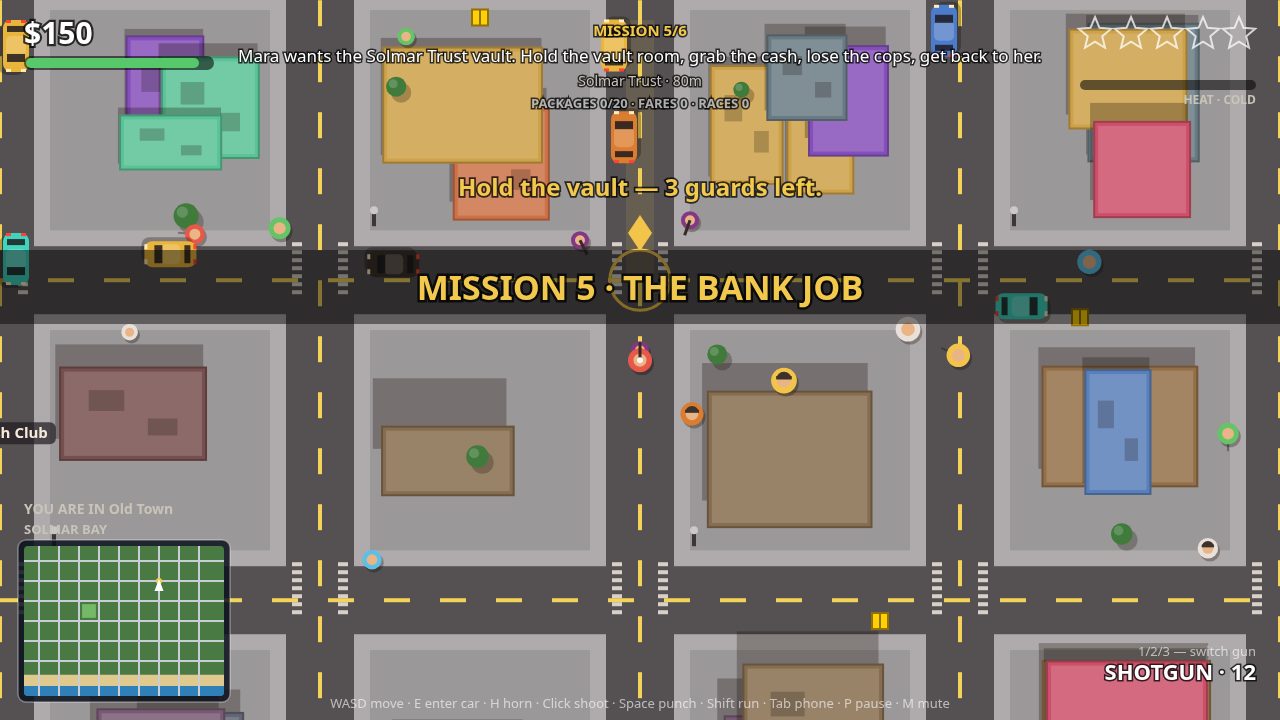 $150
MISSION 5/6
Mara wants the Solmar Trust vault. Hold the vault room, grab the cash, lose the cops, get back to her.
Solmar Trust · 80m
PACKAGES 0/20 · FARES 0 · RACES 0
HEAT · COLD
Hold the vault — 3 guards left.
MISSION 5 · THE BANK JOB
h Club
YOU ARE IN Old Town
SOLMAR BAY
1/2/3 — switch gun
SHOTGUN · 12
WASD move · E enter car · H horn · Click shoot · Space punch · Shift run · Tab phone · P pause · M mute